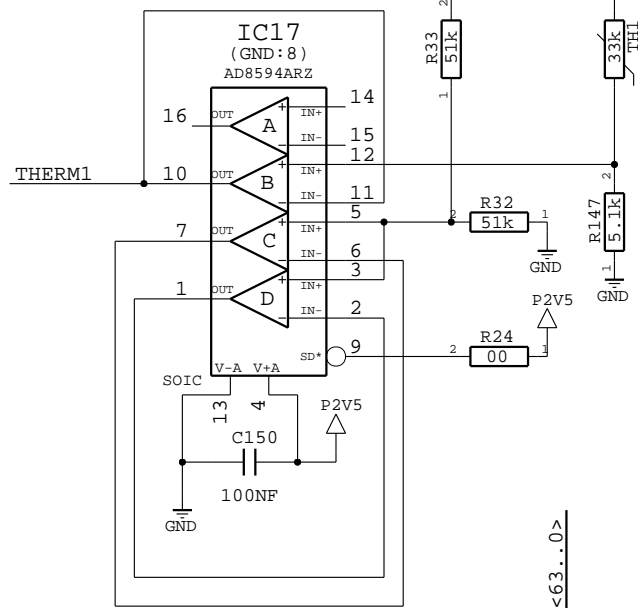 IC17
(GND:8)
AD8594ARZ
R33
51k
2
1
33k
TH1
16
OUT
A
+
IN+
14
-
IN-
15
THERM1
10
OUT
B
+
IN+
12
-
IN-
11
7
OUT
C
+
IN+
5
-
IN-
6
1
OUT
D
+
IN+
3
-
IN-
2
SD*
9
R32
2
51k
1
GND
R147
5.1k
2
1
GND
P2V5
R24
2
00
1
SOIC
V-A
V+A
13
4
P2V5
C150
100NF
GND
<63..0>